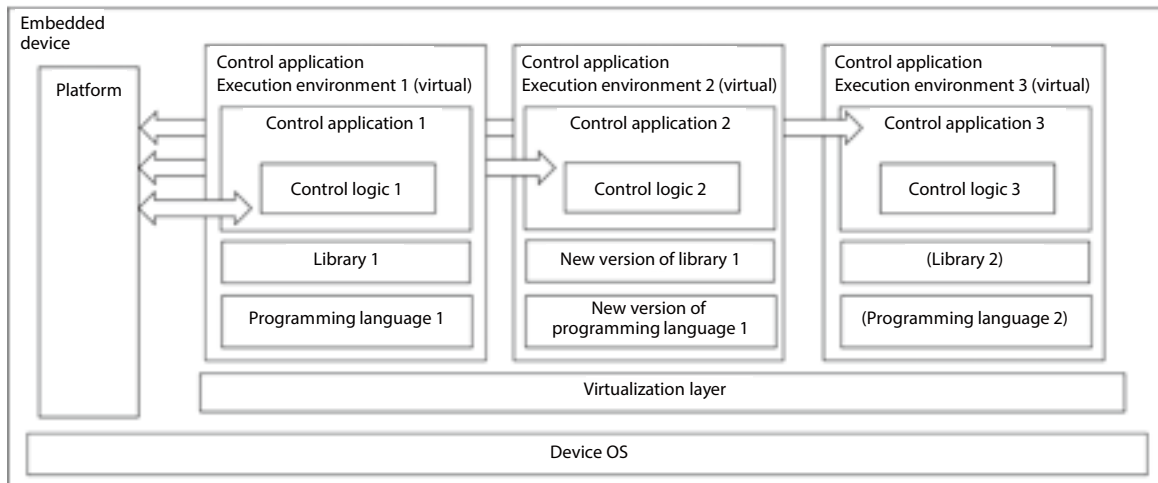 Embedded
device
Platform
Control application
Execution environment 1 (virtual)
Control application 1
Control logic 1
Library 1
Programming language 1
Control application
Execution environment 2 (virtual)
Control application 2
Control logic 2
New version of library 1
New version of
programming language 1
Control application
Execution environment 3 (virtual)
Control application 3
Control logic 3
(Library 2)
(Programming language 2)
Virtualization layer
Device OS